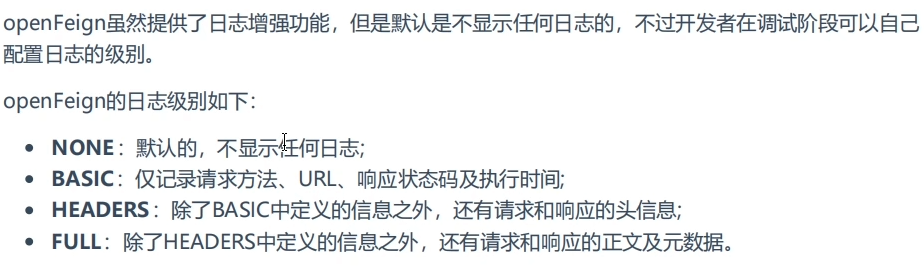 openFeign虽然提供了日志增强功能，但是默认是不显示任何日志的，不过开发者在调试阶段可以自己
配置日志的级别。
openFeign的日志级别如下：
• NONE：默认的，不显示任何日志;
• BASIC：仅记录请求方法、URL、响应状态码及执行时间;
• HEADERS：除了BASIC中定义的信息之外，还有请求和响应的头信息;
• FULL：除了HEADERS中定义的信息之外，还有请求和响应的正文及元数据。